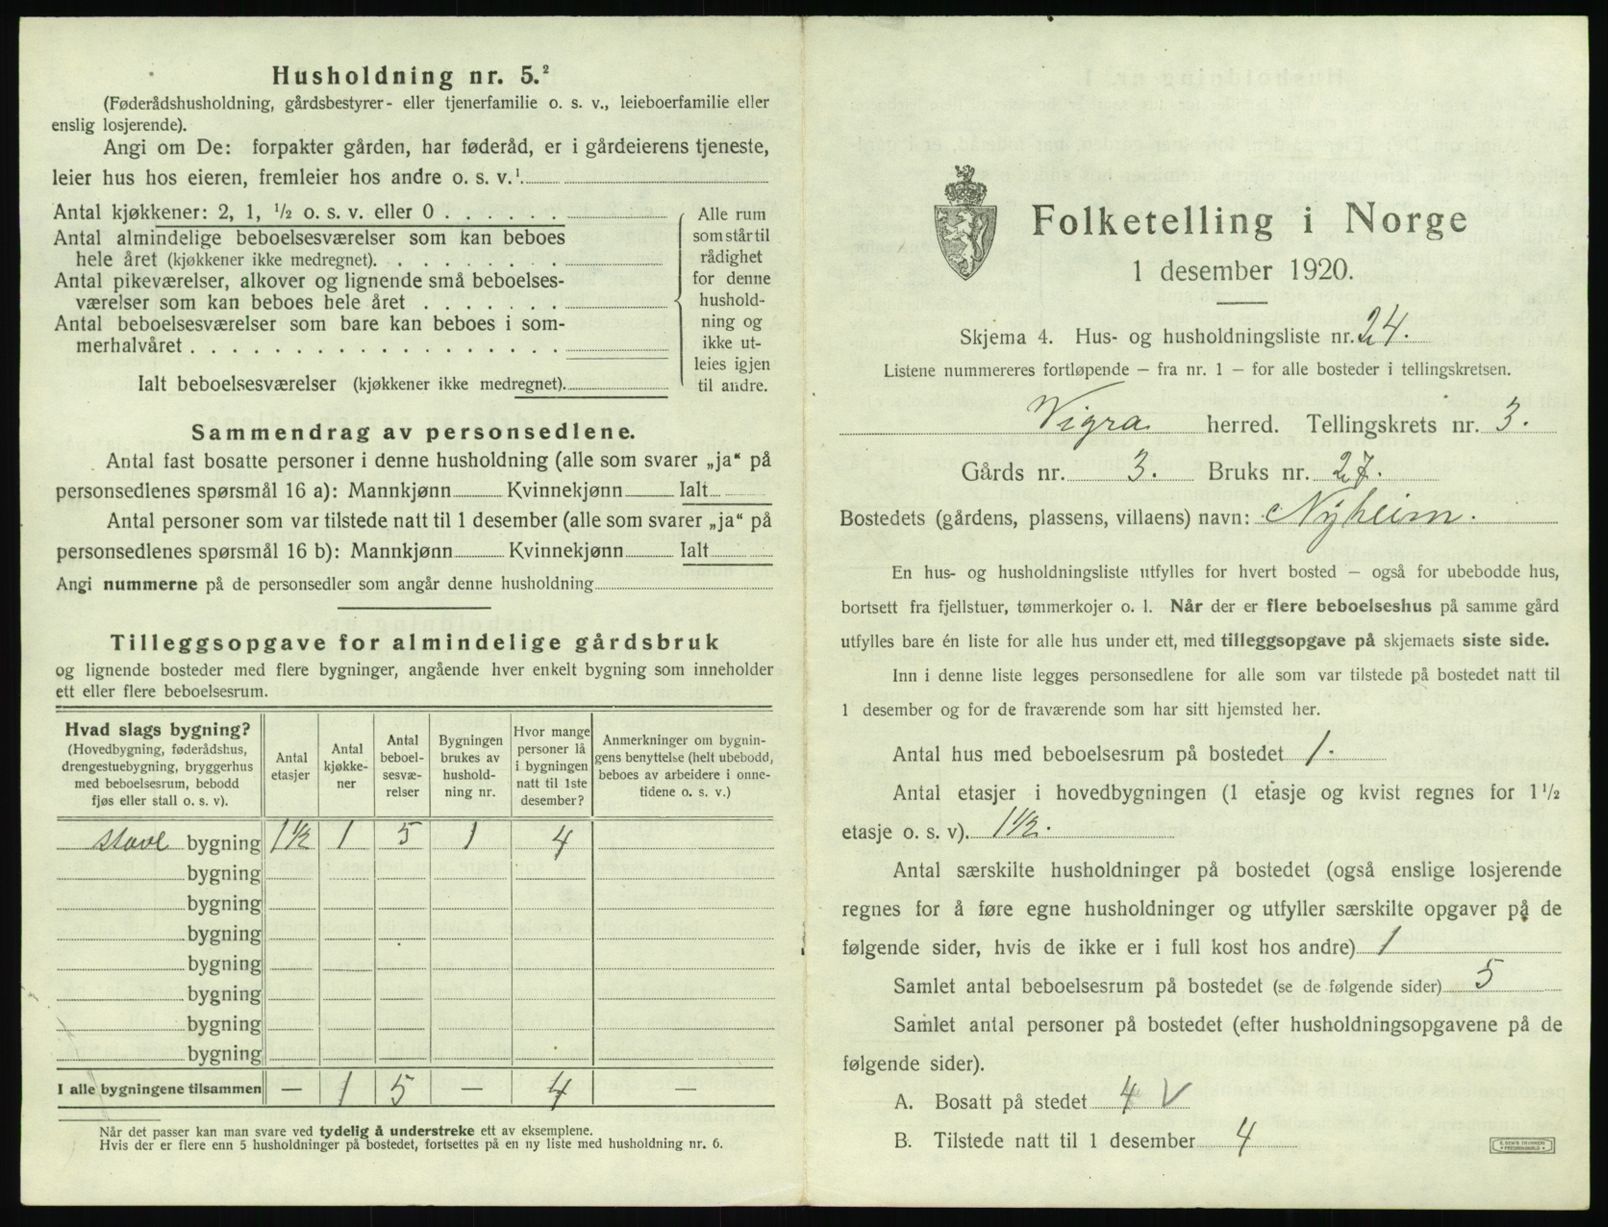 Husholdning nr. 5.²
(Føderådshusholdning, gårdsbestyrer- eller tjenerfamilie o. s. v., leieboerfamilie eller
enslig losjerende).
Angi om De: forpakter gården, har føderåd, er i gårdeierens tjeneste,
leier hus hos eieren, fremleier hos andre o. s. v.¹
Antal kjøkkener: 2, 1, ½ o. s. v. eller 0
Antal almindelige beboelsesværelser som kan beboes
hele året (kjøkkener ikke medregnet).
Antal pikeværelser, alkover og lignende små beboelses-
værelser som kan beboes hele året
Antal beboelsesværelser som bare kan beboes i som-
merhalvåret
Ialt beboelsesværelser (kjøkkener ikke medregnet).
Alle rum
som står til
rådighet
for denne
hushold-
ning og
ikke ut-
leies igjen
til andre.
Sammendrag av personsedlene.
Antal fast bosatte personer i denne husholdning (alle som svarer „ja“ på
personsedlenes spørsmål 16 a): Mannkjønn Kvinnekjønn Ialt
Antal personer som var tilstede natt til 1 desember (alle som svarer „ja“ på
personsedlenes spørsmål 16 b): Mannkjønn Kvinnekjønn Ialt
Angi nummerne på de personsedler som angår denne husholdning
Tilleggsopgave for almindelige gårdsbruk
og lignende bosteder med flere bygninger, angående hver enkelt bygning som inneholder
ett eller flere beboelsesrum.
Hvad slags bygning?
(Hovedbygning, føderådshus,
drengestuebygning, bryggerhus
med beboelsesrum, bebodd
fjøs eller stall o. s. v).
Antal
etasjer
Antal
kjøkke-
ner
Antal
beboel-
sesvæ-
relser
Bygningen
brukes av
hushold-
ning nr.
Hvor mange
personer lå
i bygningen
natt til 1ste
desember?
Anmerkninger om bygnin-
gens benyttelse (helt ubebodd,
beboes av arbeidere i onne-
tidene o. s. v.)
bygning 1½ 1 5 1 4
bygning
bygning
bygning
bygning
bygning
bygning
bygning
I alle bygningene tilsammen — 1 5 — 4 —
Når det passer kan man svare ved tydelig å understreke ett av eksemplene.
Hvis der er flere enn 5 husholdninger på bostedet, fortsettes på en ny liste med husholdning nr. 6.
Folketelling i Norge
1 desember 1920.
Skjema 4. Hus- og husholdningsliste nr. 24.
Listene nummereres fortløpende — fra nr. 1 — for alle bosteder i tellingskretsen.
Vigra herred. Tellingskrets nr. 3.
Gårds nr. 3. Bruks nr. 27.
Bostedets (gårdens, plassens, villaens) navn: Nyheim.
En hus- og husholdningsliste utfylles for hvert bosted — også for ubebodde hus,
bortsett fra fjellstuer, tømmerkojer o. l. Når der er flere beboelseshus på samme gård
utfylles bare én liste for alle hus under ett, med tilleggsopgave på skjemaets siste side.
Inn i denne liste legges personsedlene for alle som var tilstede på bostedet natt til
1 desember og for de fraværende som har sitt hjemsted her.
Antal hus med beboelsesrum på bostedet 1.
Antal etasjer i hovedbygningen (1 etasje og kvist regnes for 1½
etasje o. s. v). 1½.
Antal særskilte husholdninger på bostedet (også enslige losjerende
regnes for å føre egne husholdninger og utfyller særskilte opgaver på de
følgende sider, hvis de ikke er i full kost hos andre) 1
Samlet antal beboelsesrum på bostedet (se de følgende sider) 5
Samlet antal personer på bostedet (efter husholdningsopgavene på de
følgende sider).
A. Bosatt på stedet 4 V
B. Tilstede natt til 1 desember 4